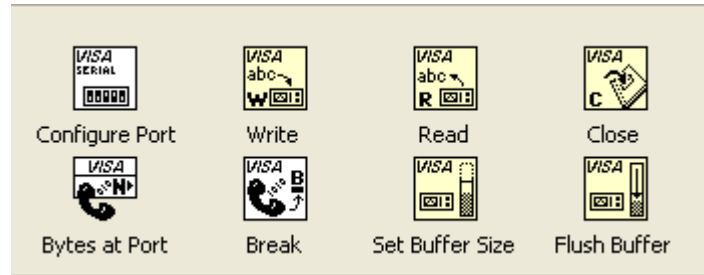 VISA
SERIAL
VISA
abc
W
VISA
abc
R
VISA
C
Configure Port
Write
Read
Close
VISA
N
VISA
B
VISA
VISA
Bytes at Port
Break
Set Buffer Size
Flush Buffer